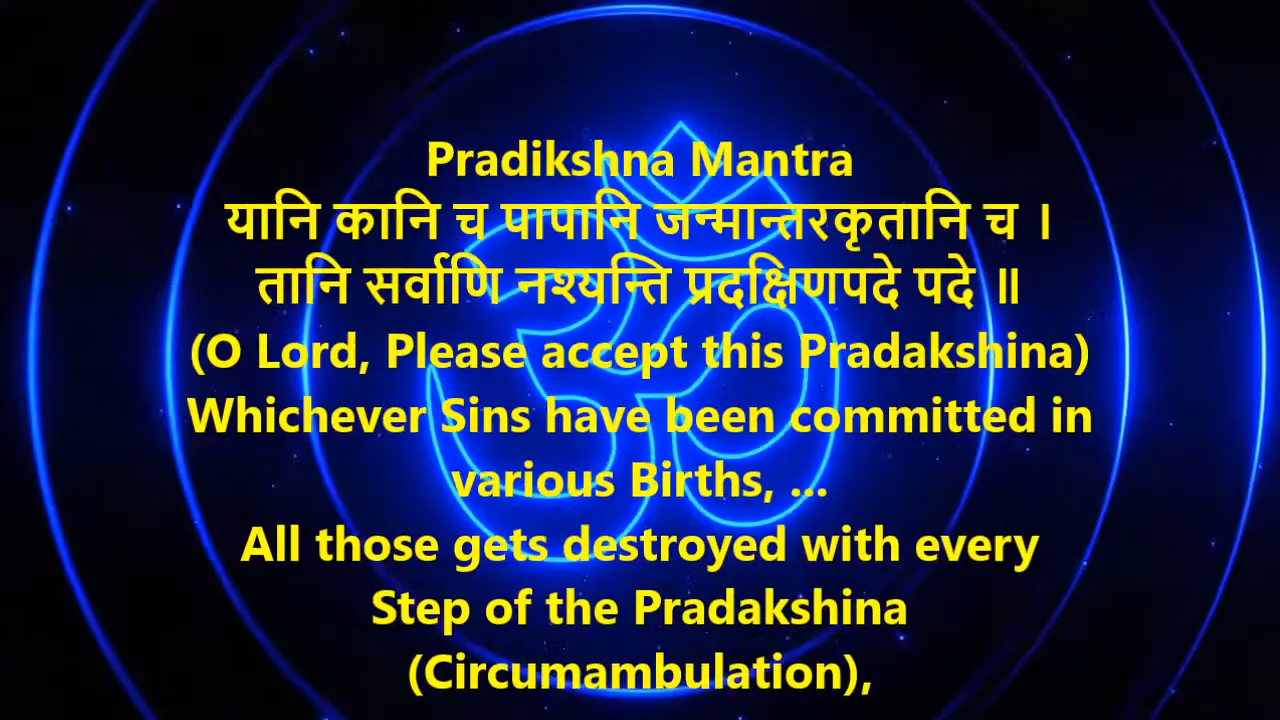 Pradikshna Mantra
यानि कानि च पापानि जन्मान्तरकृतानि च ।
तानि सर्वाणि नश्यन्ति प्रदक्षिणपदे पदे ॥
(O Lord, Please accept this Pradakshina)
Whichever Sins have been committed in
various Births, ...
All those gets destroyed with every
Step of the Pradakshina
(Circumambulation),